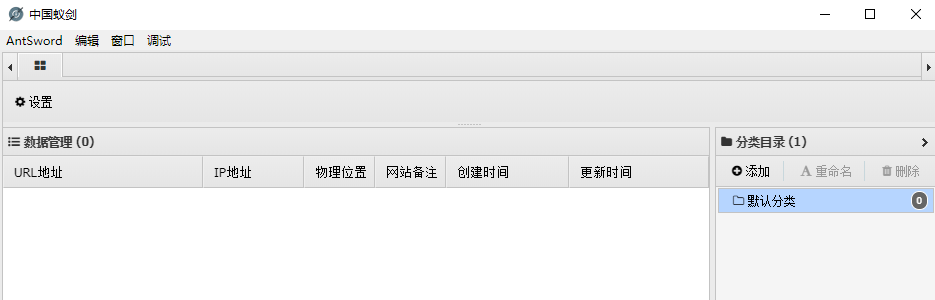 中国蚁剑
AntSword 编辑 窗口 调试
设置
数据管理 (0)
分类目录 (1)
URL地址 IP地址 物理位置 网站备注 创建时间 更新时间
添加 重命名 删除
默认分类 0